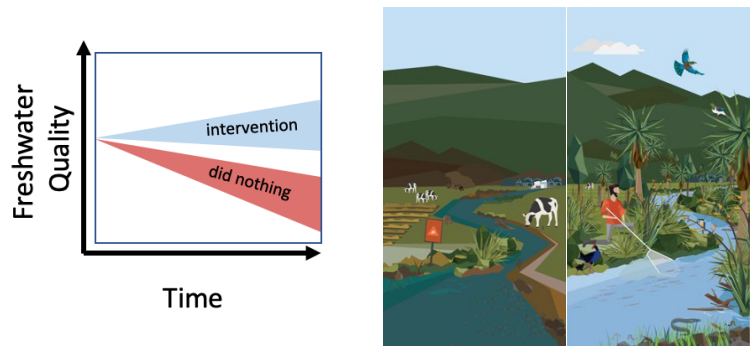 Freshwater
Quality
intervention
did nothing
Time